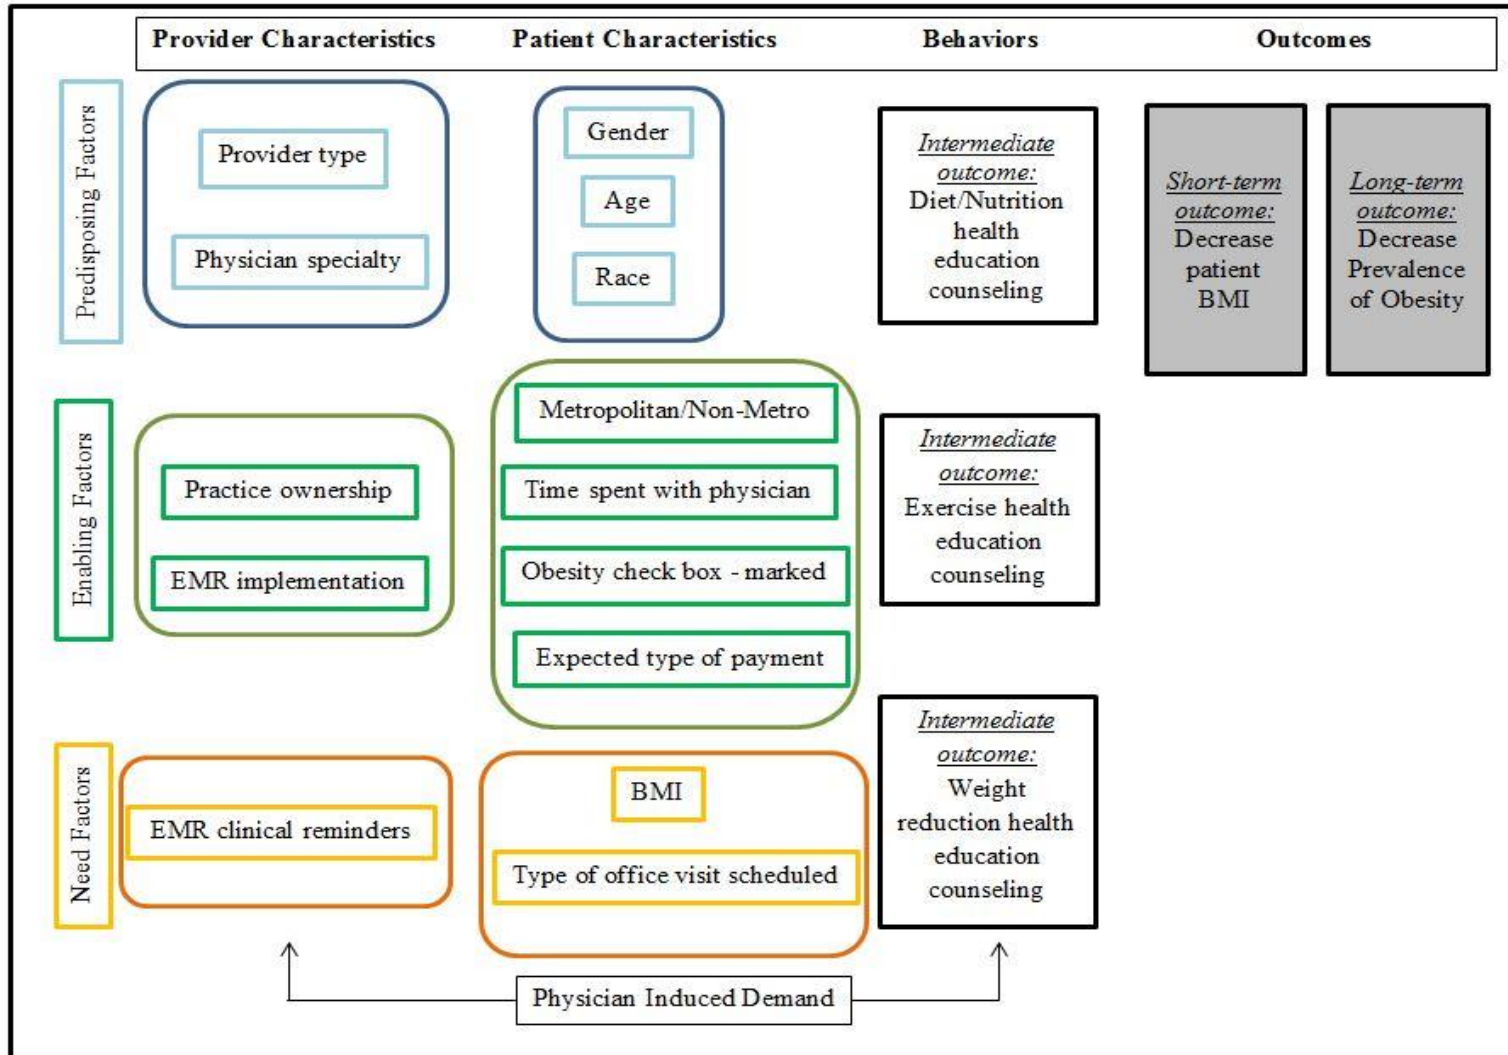 Provider Characteristics
Patient Characteristics
Behaviors
Outcomes
Predisposing Factors
Provider type
Physician specialty
Gender
Age
Race
Intermediate
outcome:
Diet/Nutrition
health
education
counseling
Short-term
outcome:
Decrease
patient
BMI
Long-term
outcome:
Decrease
Prevalence
of Obesity
Enabling Factors
Practice ownership
EMR implementation
Metropolitan/Non-Metro
Time spent with physician
Obesity check box - marked
Expected type of payment
Intermediate
outcome:
Exercise health
education
counseling
Need Factors
EMR clinical reminders
BMI
Type of office visit scheduled
Intermediate
outcome:
Weight
reduction health
education
counseling
Physician Induced Demand